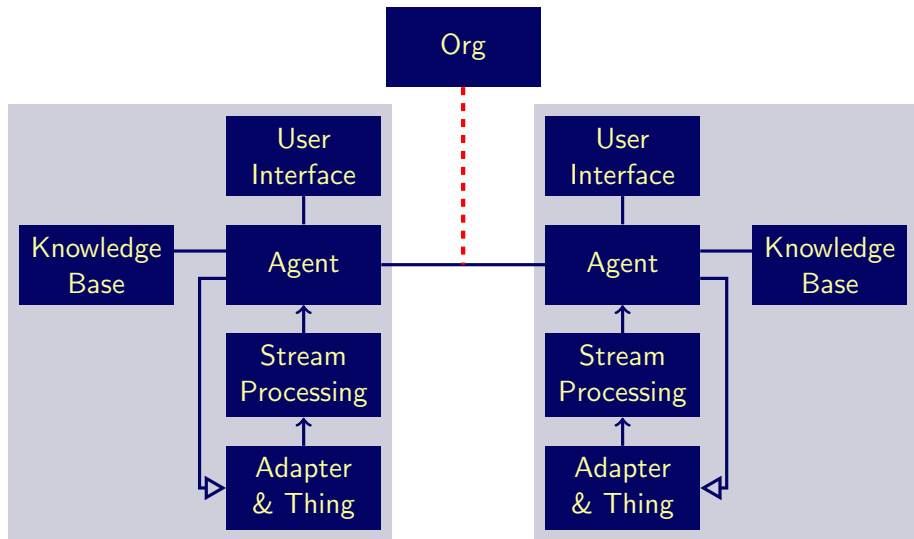 Org
User
Interface
User
Interface
Knowledge
Base
Agent
Agent
Knowledge
Base
Stream
Processing
Stream
Processing
Adapter
& Thing
Adapter
& Thing